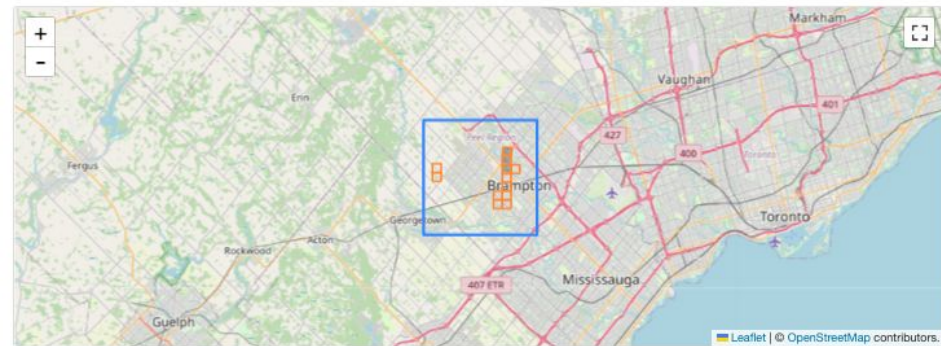 +
-
Markham
Vaughan
Erin
401
427
400
Peel Region
Toronto
Fergus
Brampton
Georgetown
Toronto
Acton
Rockwood
407 ETR
Mississauga
Guelph
Leaflet | © OpenStreetMap contributors.